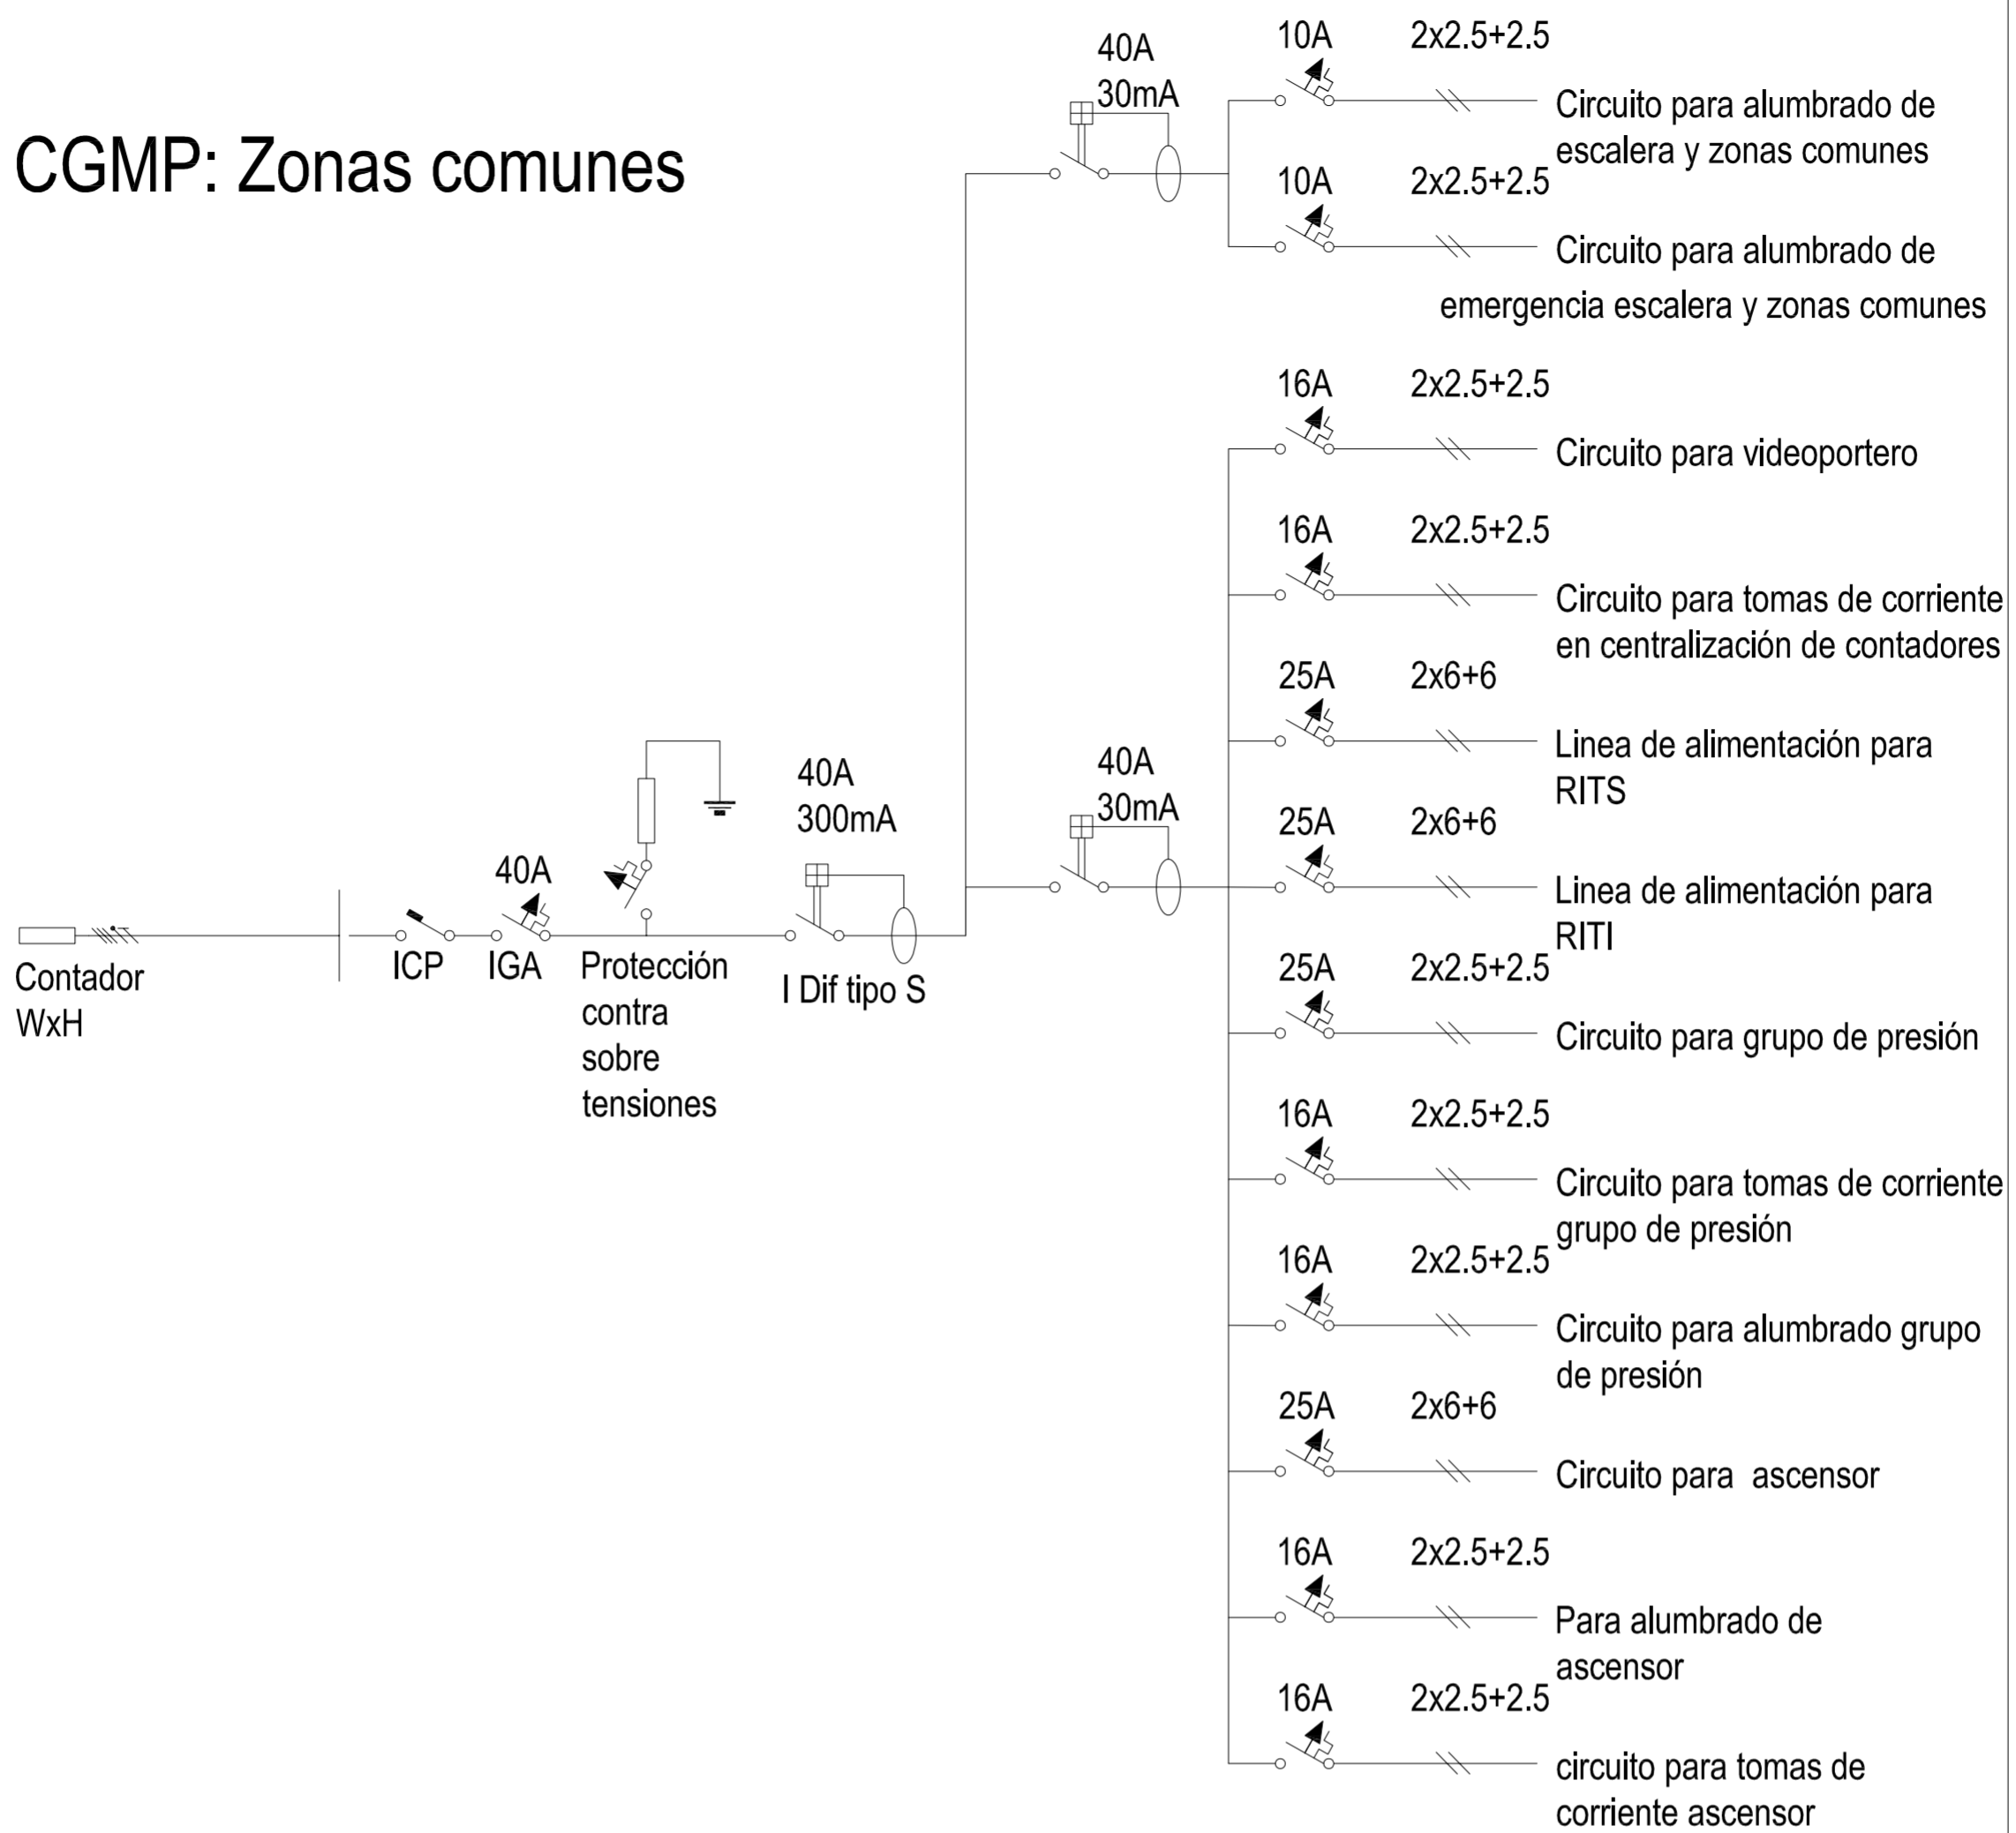 CGMP: Zonas comunes
40A
30mA
10A
2x2.5+2.5
Circuito para alumbrado de
escalera y zonas comunes
10A
2x2.5+2.5
Circuito para alumbrado de
emergencia escalera y zonas comunes
16A
2x2.5+2.5
Circuito para videoportero
16A
2x2.5+2.5
Circuito para tomas de corriente
en centralización de contadores
25A
2x6+6
Linea de alimentación para
RITS
40A
30mA
25A
2x6+6
Linea de alimentación para
RITI
25A
2x2.5+2.5
Circuito para grupo de presión
16A
2x2.5+2.5
Circuito para tomas de corriente
grupo de presión
16A
2x2.5+2.5
Circuito para alumbrado grupo
de presión
25A
2x6+6
Circuito para  ascensor
16A
2x2.5+2.5
Para alumbrado de
ascensor
16A
2x2.5+2.5
circuito para tomas de
corriente ascensor
Contador
WxH
ICP
40A
IGA
Protección
contra
sobre
tensiones
40A
300mA
I Dif tipo S